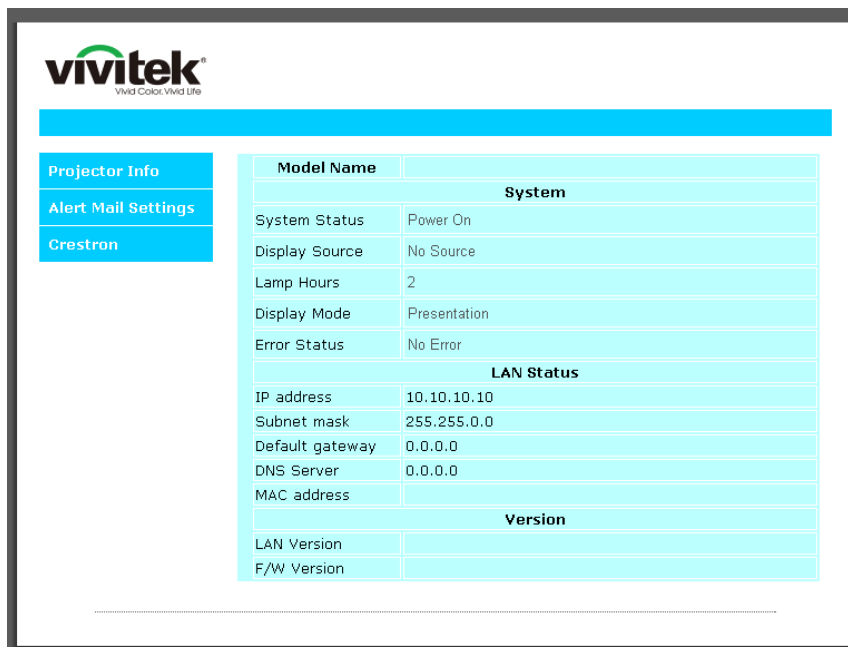 vivitek®
Vivid Color, Vivid Life
Projector Info
Alert Mail Settings
Crestron
Model Name
System
System Status Power On
Display Source No Source
Lamp Hours 2
Display Mode Presentation
Error Status No Error
LAN Status
IP address 10.10.10.10
Subnet mask 255.255.0.0
Default gateway 0.0.0.0
DNS Server 0.0.0.0
MAC address
Version
LAN Version
F/W Version